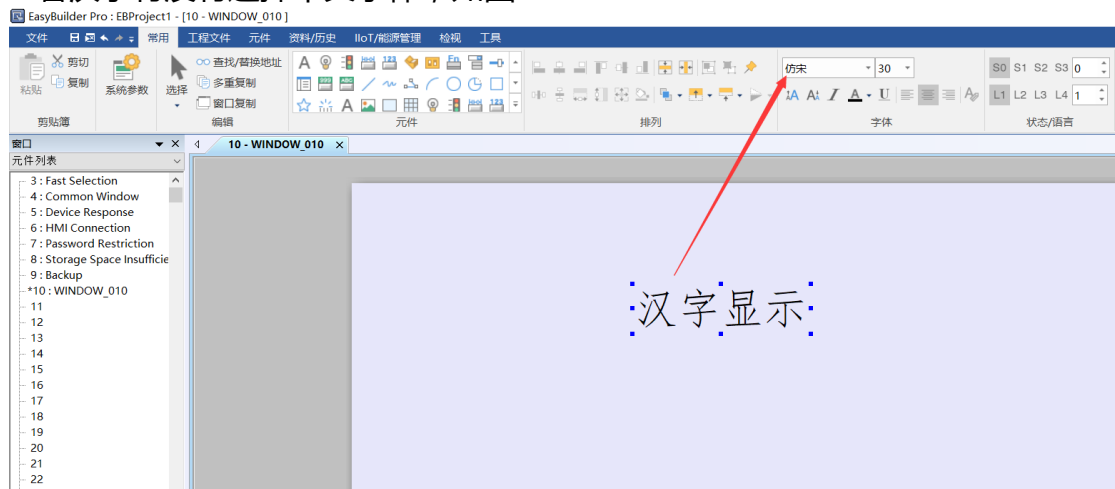 EasyBuilder Pro : EBProject1 - [10 - WINDOW_010 ]
文件 常用 工程文件 元件 资料/历史 IIoT/能源管理 检视 工具
粘贴 剪切 复制 系统参数 选择 查找/替换地址 多重复制 窗口复制
仿宋 30 S0 S1 S2 S3 0
L1 L2 L3 L4 1
剪贴簿 编辑 元件 排列 字体 状态/语言
窗口 10 - WINDOW_010
元件列表
3 : Fast Selection
4 : Common Window
5 : Device Response
6 : HMI Connection
7 : Password Restriction
8 : Storage Space Insufficie
9 : Backup
*10 : WINDOW_010
11
12
13
14
15
16
17
18
19
20
21
22
汉字显示